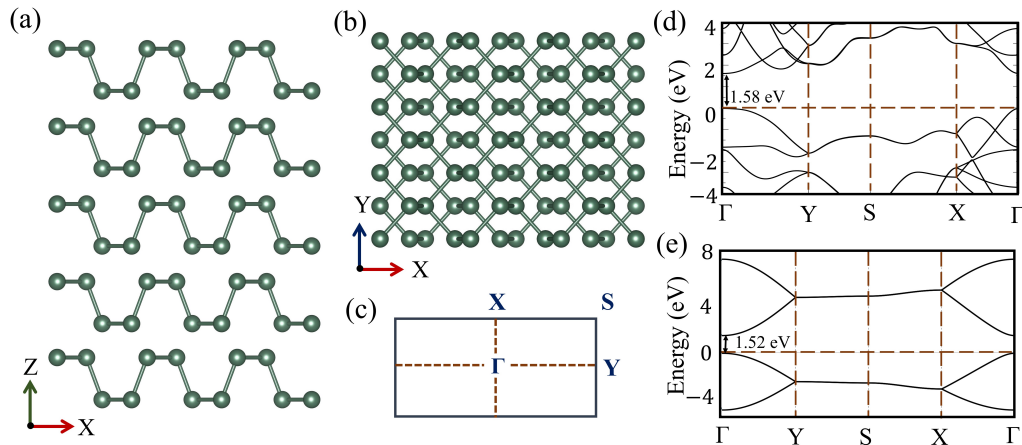 (a)
Z
X
(b)
Y
X
(c)
X
S
Γ
Y
(d)
Energy (eV)
4
2
0
−2
−4
1.58 eV
Γ
Y
S
X
Γ
(e)
Energy (eV)
8
4
0
−4
1.52 eV
Γ
Y
S
X
Γ